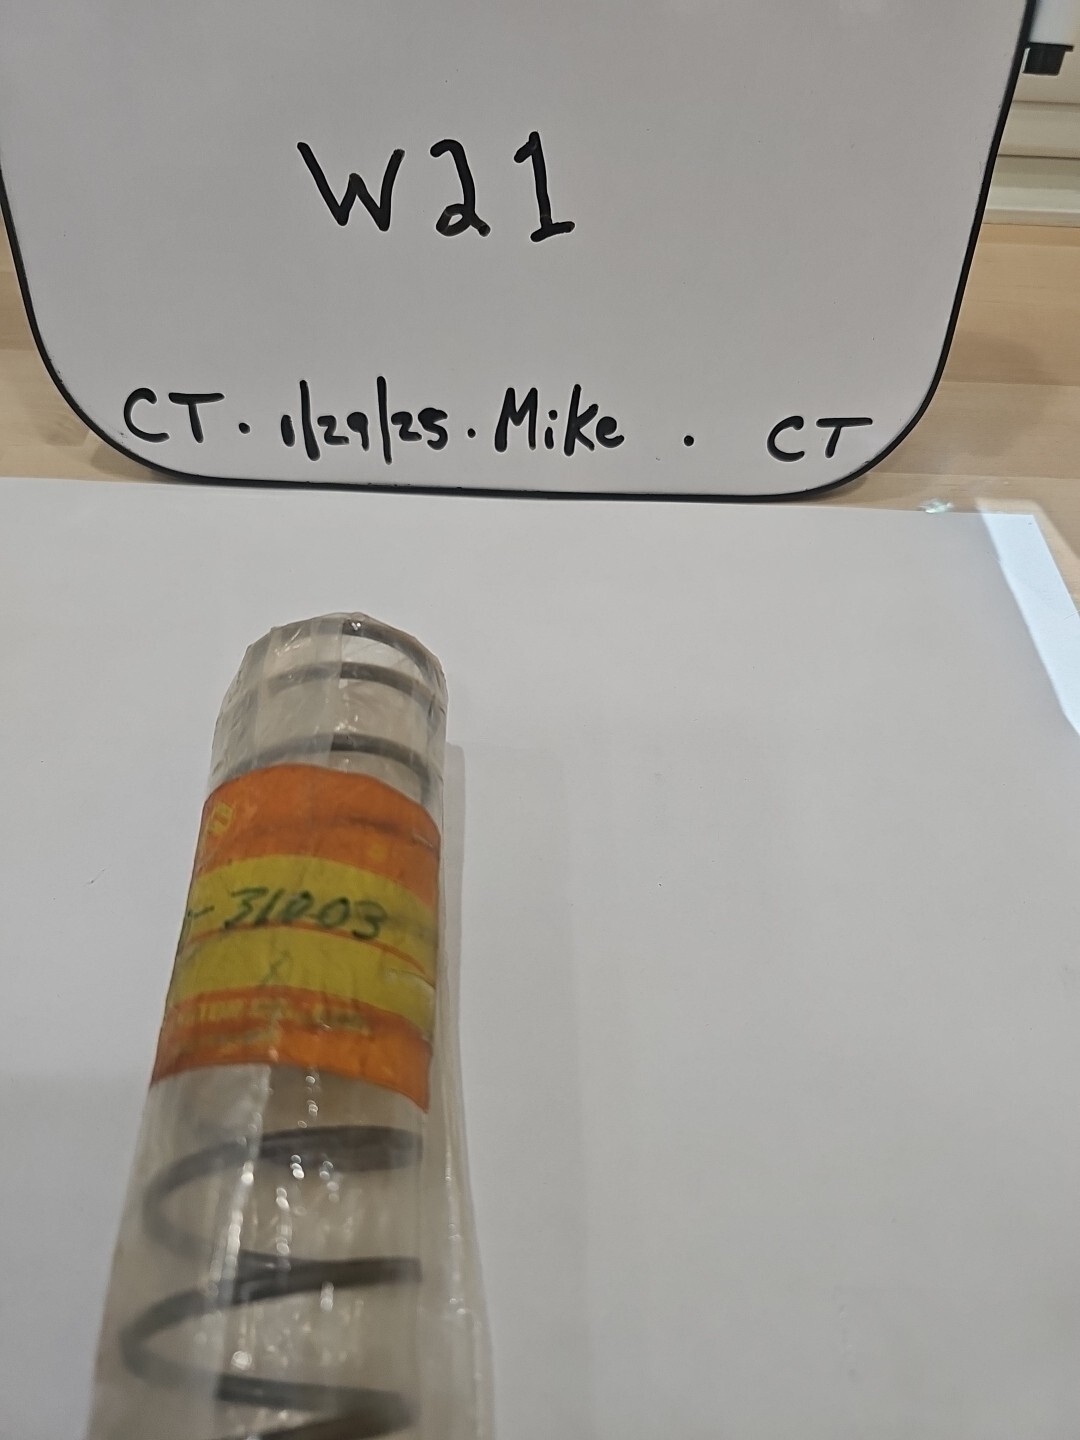 W21
CT. 1/29/25. Mike . CT
- 31003